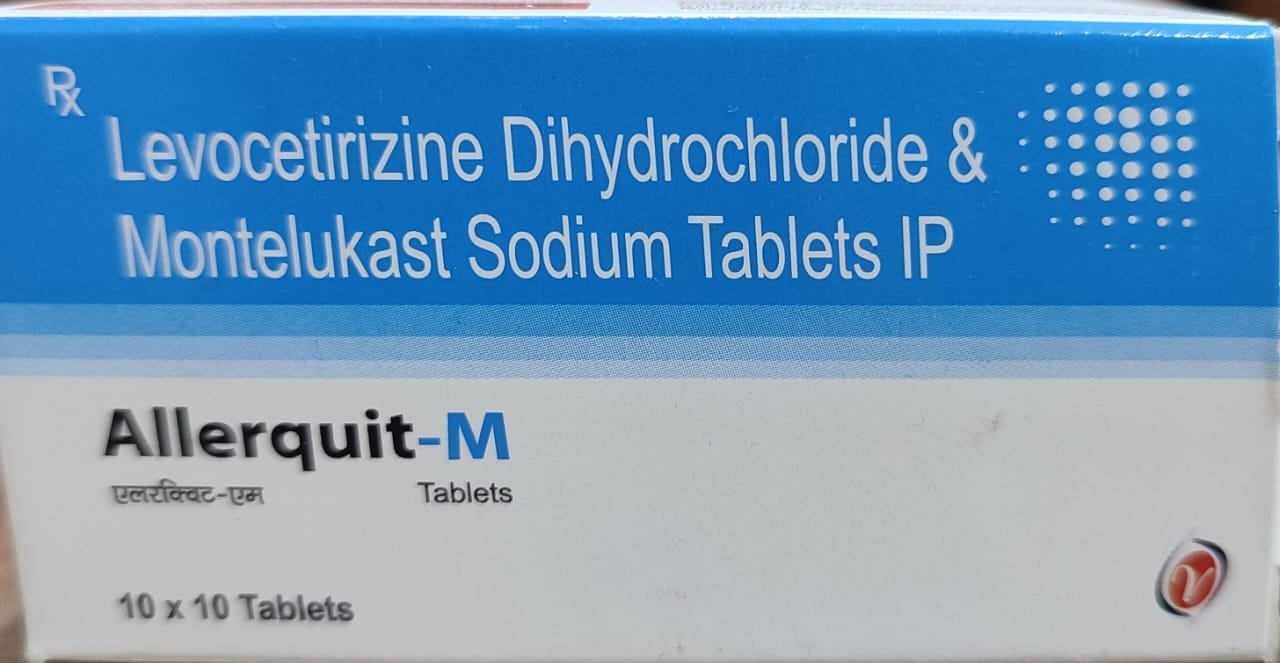 Rx
Levocetirizine Dihydrochloride &
Montelukast Sodium Tablets IP
Allerquit-M
एलरक्विट-एम Tablets
10 x 10 Tablets